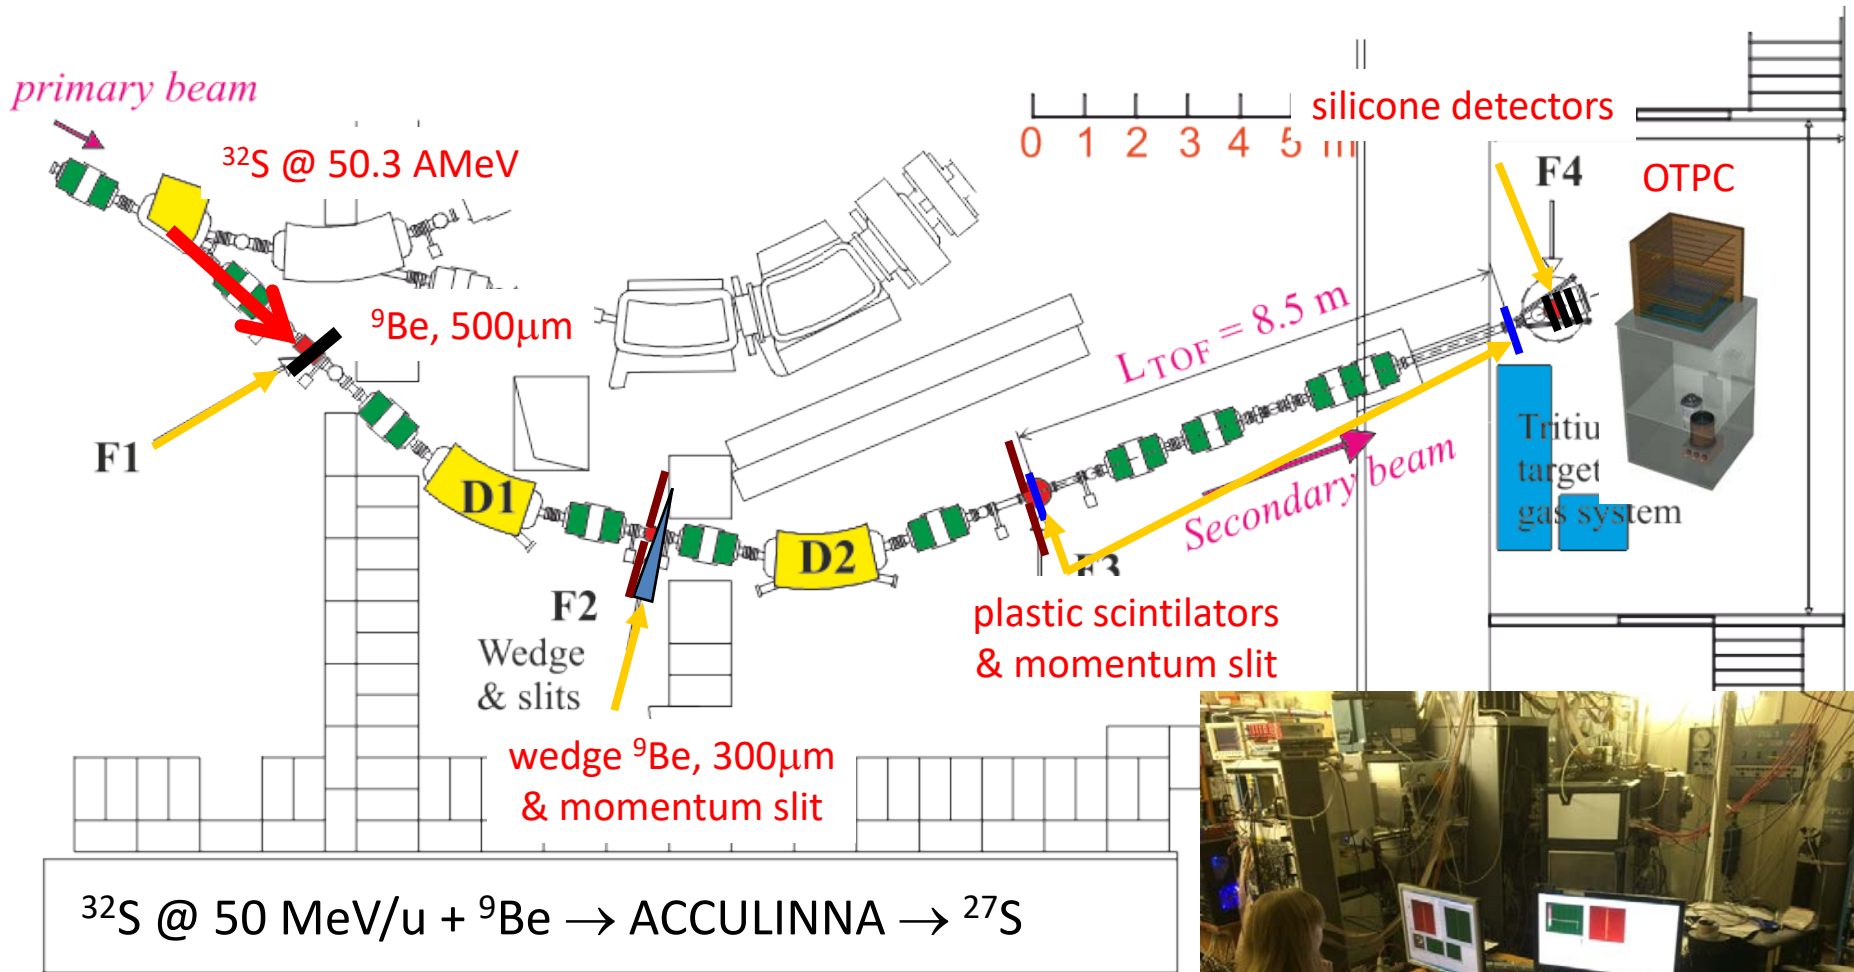 primary beam
³²S @ 50.3 AMeV
⁹Be, 500μm
F1
D1
F2
Wedge
& slits
wedge ⁹Be, 300μm
& momentum slit
D2
F3
plastic scintilators
& momentum slit
0 1 2 3 4 5 m
silicone detectors
F4
OTPC
L_TOF = 8.5 m
Secondary beam
target
gas system
³²S @ 50 MeV/u + ⁹Be → ACCULINNA → ²⁷S